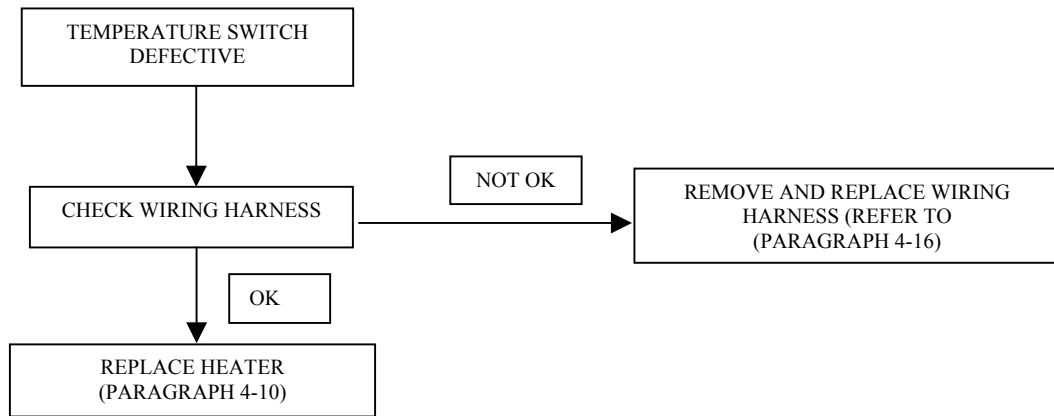 TEMPERATURE SWITCH
DEFECTIVE
NOT OK
CHECK WIRING HARNESS
REMOVE AND REPLACE WIRING
HARNESS (REFER TO
(PARAGRAPH 4-16)
OK
REPLACE HEATER
(PARAGRAPH 4-10)